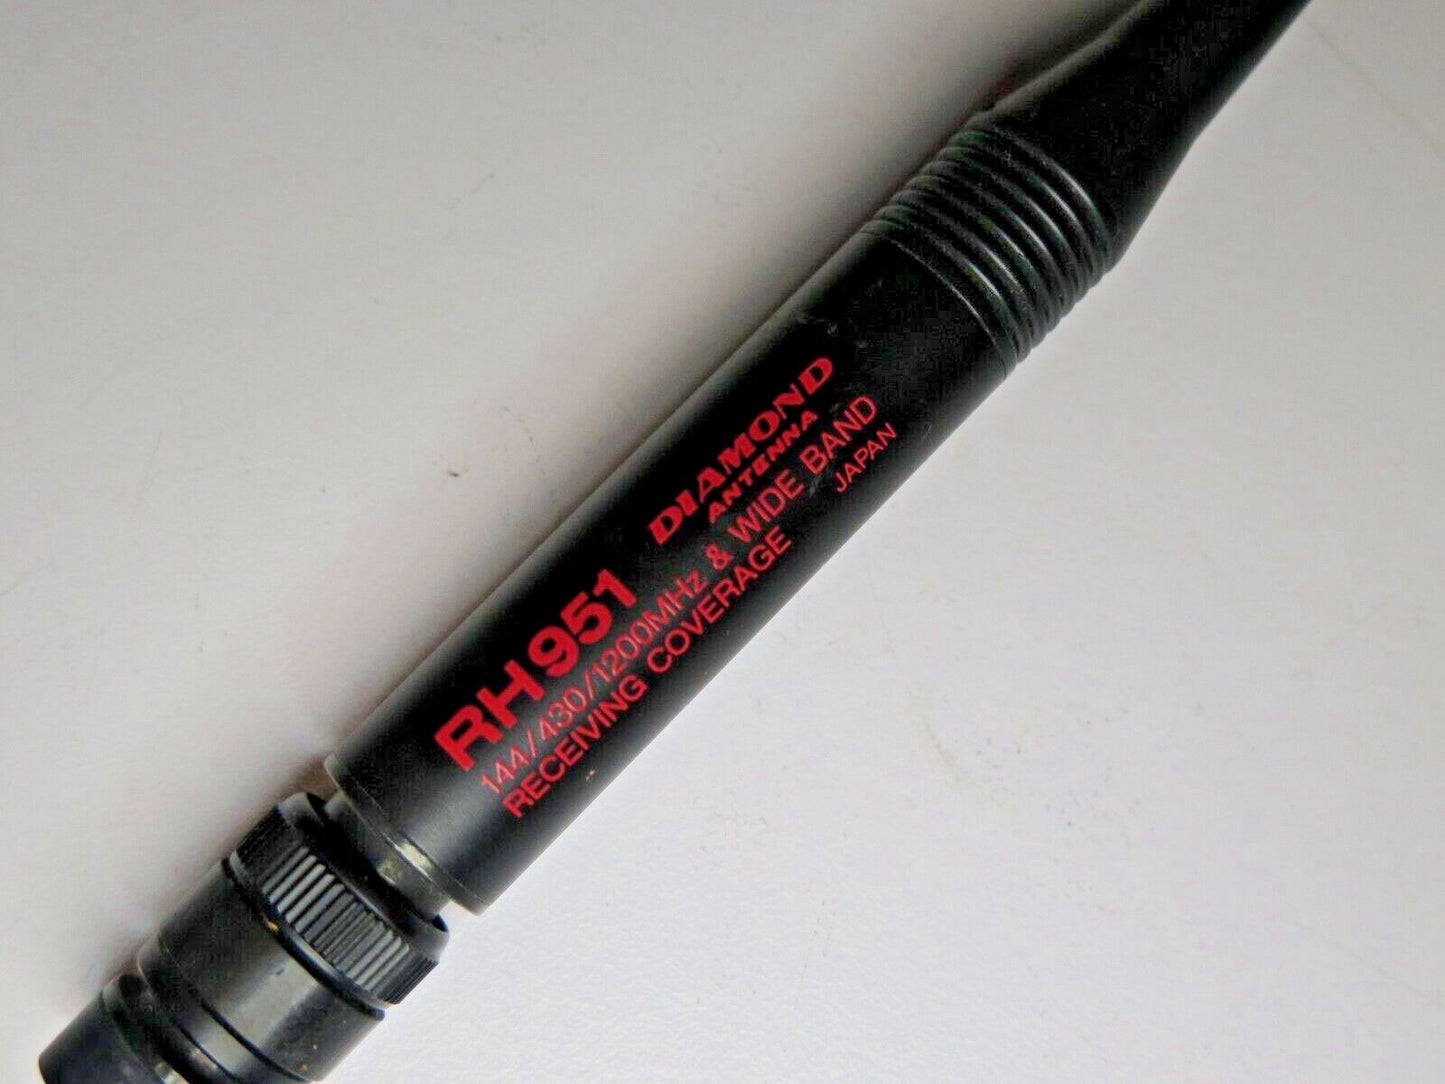 RH951
DIAMOND
ANTENNA
144/430/1200MHz & WIDE BAND
RECEIVING COVERAGE
JAPAN